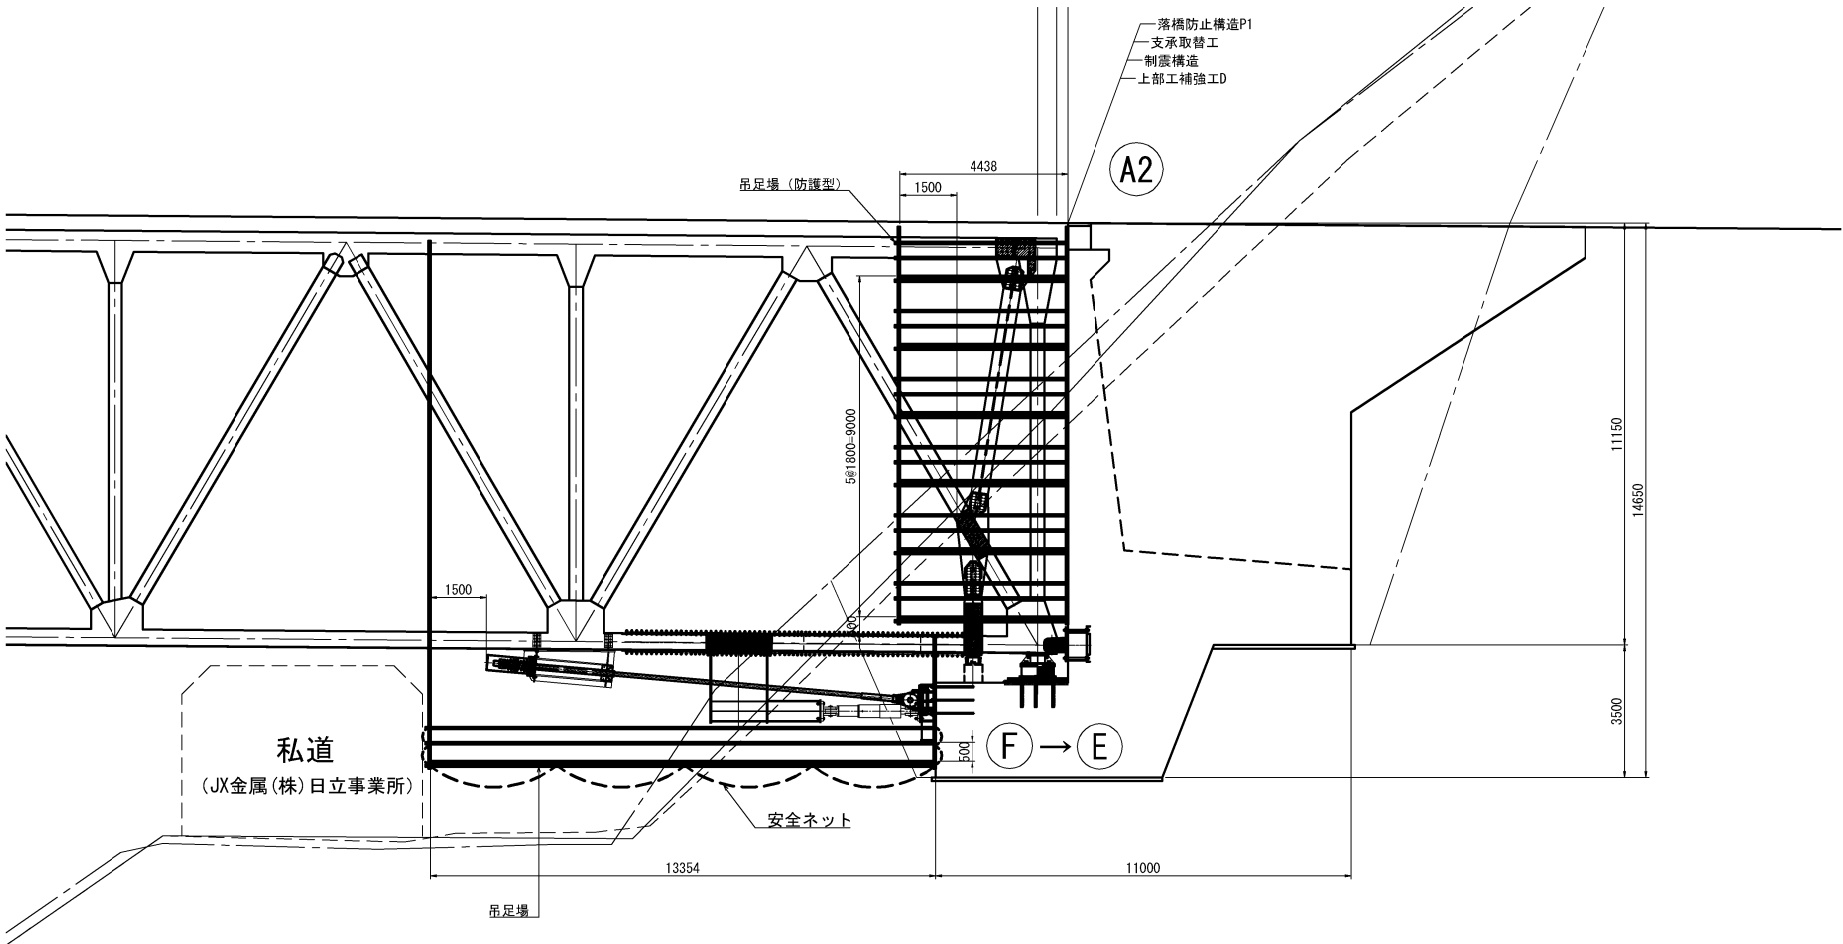 落橋防止構造P1
支承取替工
制震構造
上部工補強工D
A2
4438
吊足場（防護型）
1500
5@1800=9000
11150
14650
1500
3500
私道
(JX金属(株)日立事業所)
500
F → E
安全ネット
13354
11000
吊足場